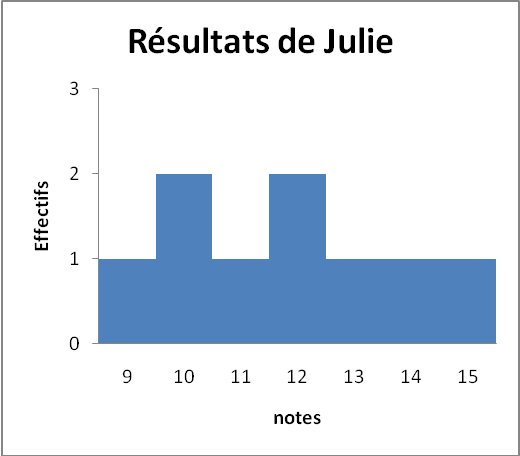 Résultats de Julie
3
2
1
0
Effectifs
9 10 11 12 13 14 15
notes